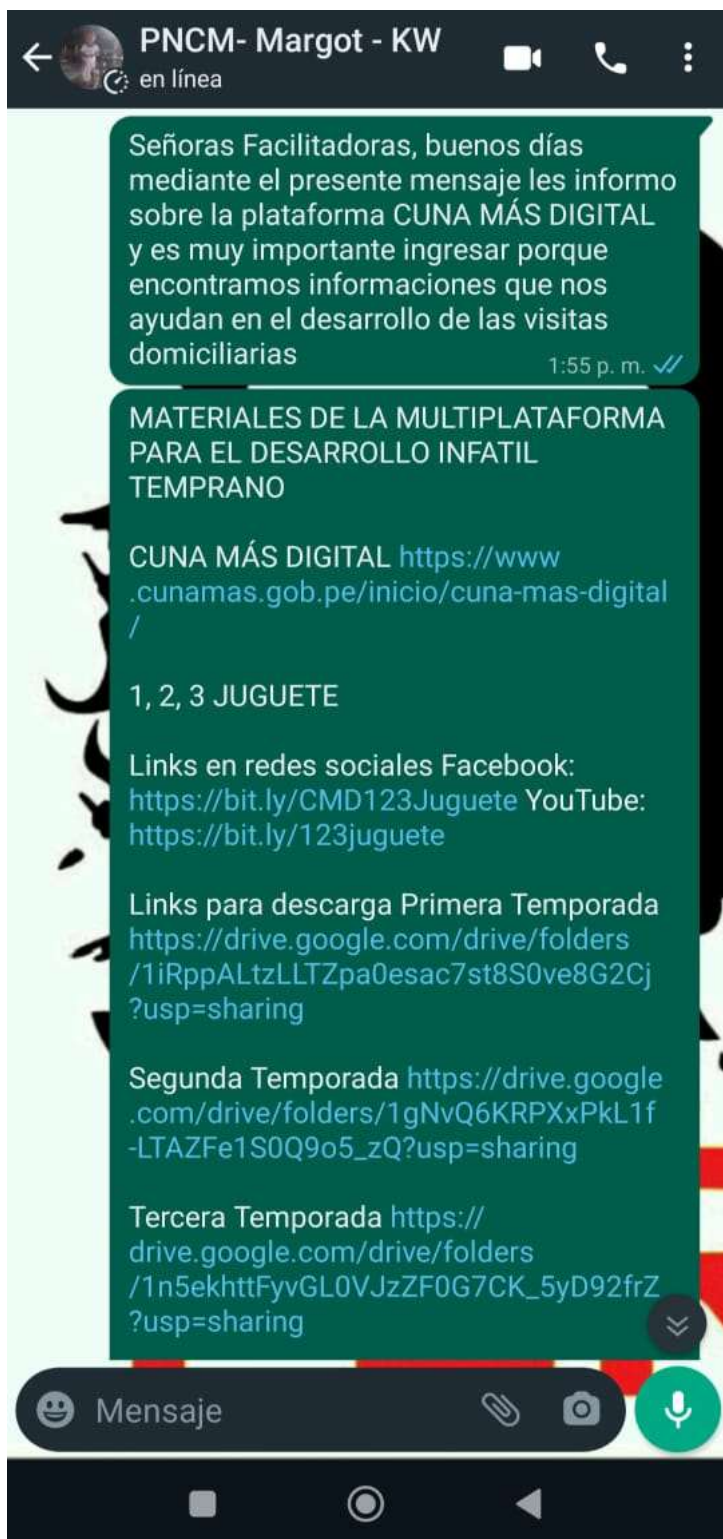 PNCM- Margot - KW
en línea
Señoras Facilitadoras, buenos días
mediante el presente mensaje les informo
sobre la plataforma CUNA MÁS DIGITAL
y es muy importante ingresar porque
encontramos informaciones que nos
ayudan en el desarrollo de las visitas
domiciliarias
1:55 p. m.
MATERIALES DE LA MULTIPLATAFORMA
PARA EL DESARROLLO INFATIL
TEMPRANO
CUNA MÁS DIGITAL https://www
.cunamas.gob.pe/inicio/cuna-mas-digital
/
1, 2, 3 JUGUETE
Links en redes sociales Facebook:
https://bit.ly/CMD123Juguete YouTube:
https://bit.ly/123juguete
Links para descarga Primera Temporada
https://drive.google.com/drive/folders
/1iRppALtzLLTZpa0esac7st8S0ve8G2Cj
?usp=sharing
Segunda Temporada https://drive.google
.com/drive/folders/1gNvQ6KRPXxPkL1f
-LTAZFe1S0Q9o5_zQ?usp=sharing
Tercera Temporada https://
drive.google.com/drive/folders
/1n5ekhttFyvGL0VJzZF0G7CK_5yD92frZ
?usp=sharing
Mensaje